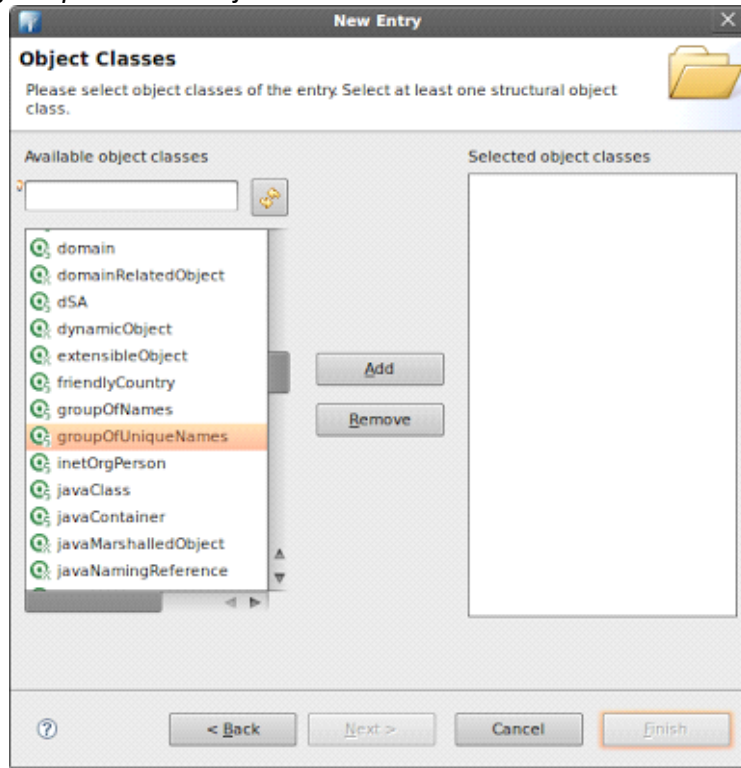 New Entry
Object Classes
Please select object classes of the entry. Select at least one structural object
class.
Available object classes
Selected object classes
domain
domainRelatedObject
dSA
dynamicObject
extensibleObject
friendlyCountry
groupOfNames
groupOfUniqueNames
inetOrgPerson
javaClass
javaContainer
javaMarshalledObject
javaNamingReference
Add
Remove
< Back
Next >
Cancel
Finish